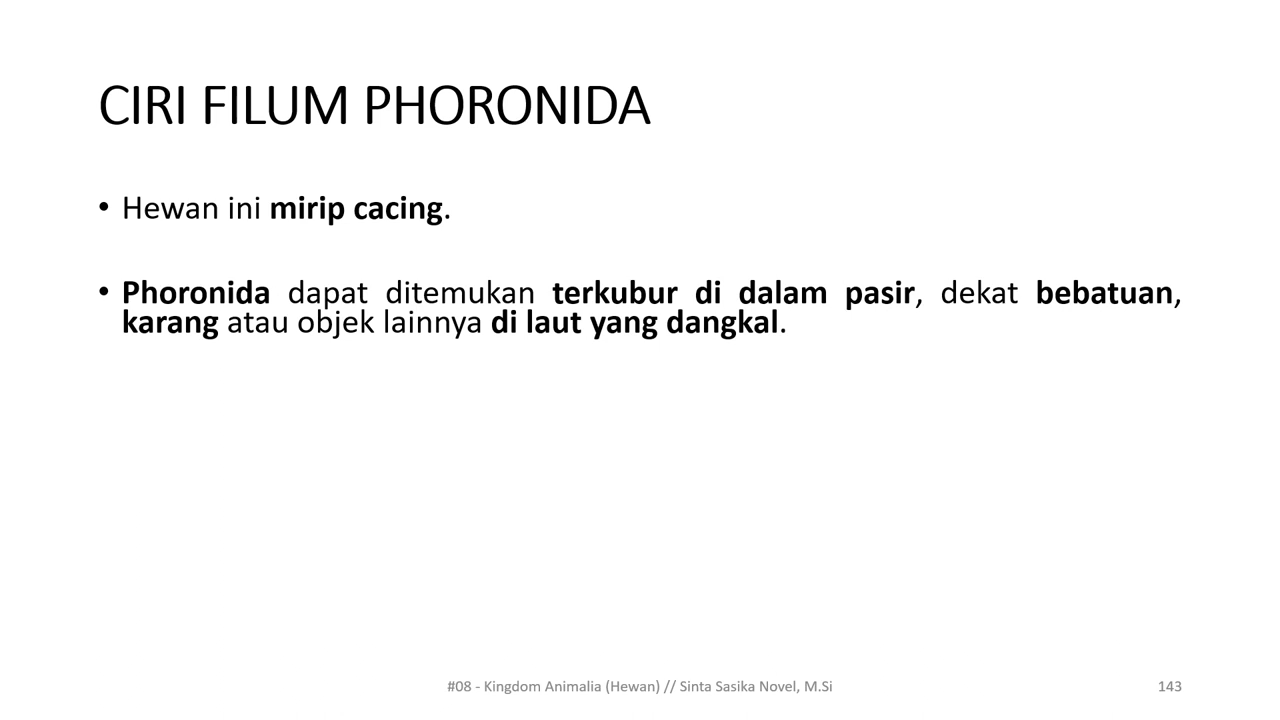 CIRI FILUM PHORONIDA
• Hewan ini mirip cacing.
• Phoronida dapat ditemukan terkubur di dalam pasir, dekat bebatuan,
karang atau objek lainnya di laut yang dangkal.
#08 - Kingdom Animalia (Hewan) // Sinta Sasika Novel, M.Si
143